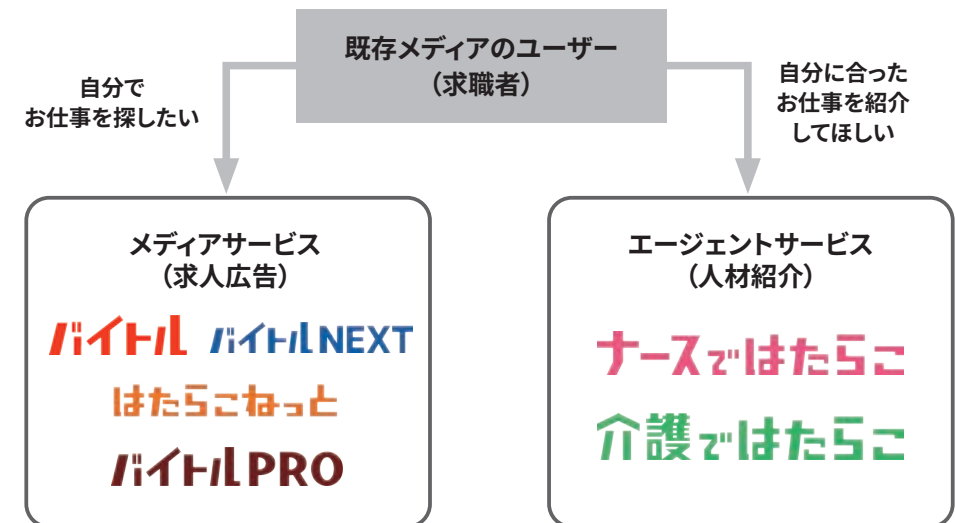 既存メディアのユーザー
（求職者）
自分で
お仕事を探したい
自分に合った
お仕事を紹介
してほしい
メディアサービス
（求人広告）
バイトル バイトルNEXT
はたらこねっと
バイトルPRO
エージェントサービス
（人材紹介）
ナースではたらこ
介護ではたらこ